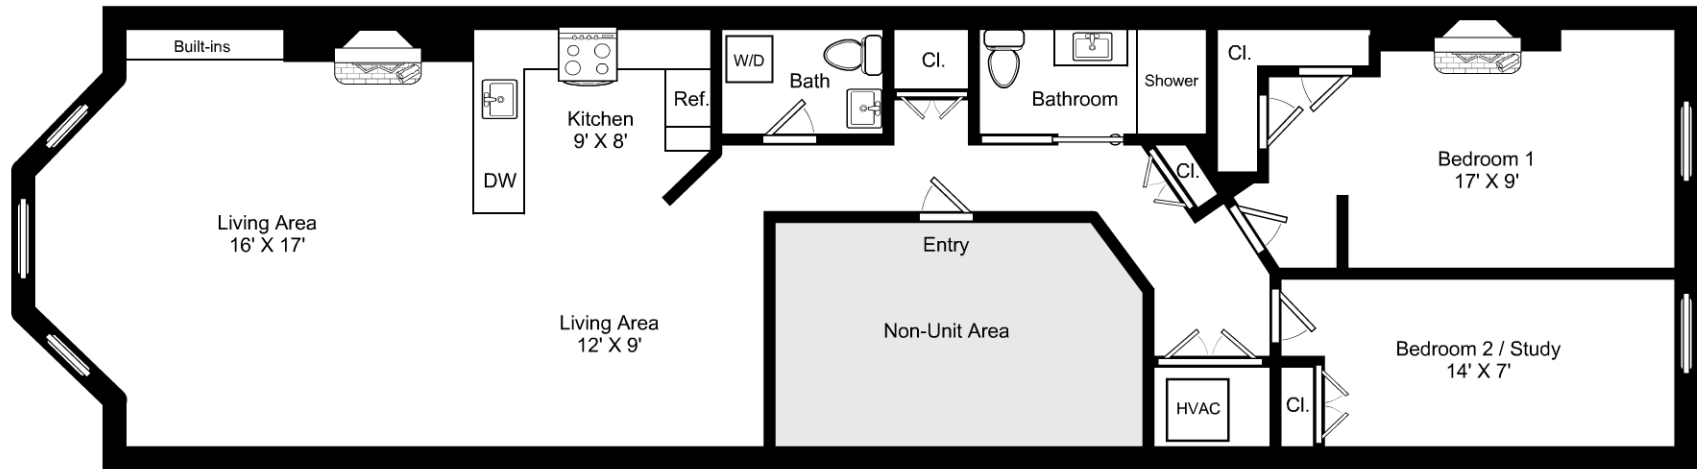 Built-ins
W/D
Bath
Cl.
Bathroom
Shower
Cl.
Ref.
Kitchen
9' X 8'
DW
Cl.
Bedroom 1
17' X 9'
Living Area
16' X 17'
Entry
Living Area
12' X 9'
Non-Unit Area
Bedroom 2 / Study
14' X 7'
HVAC
Cl.